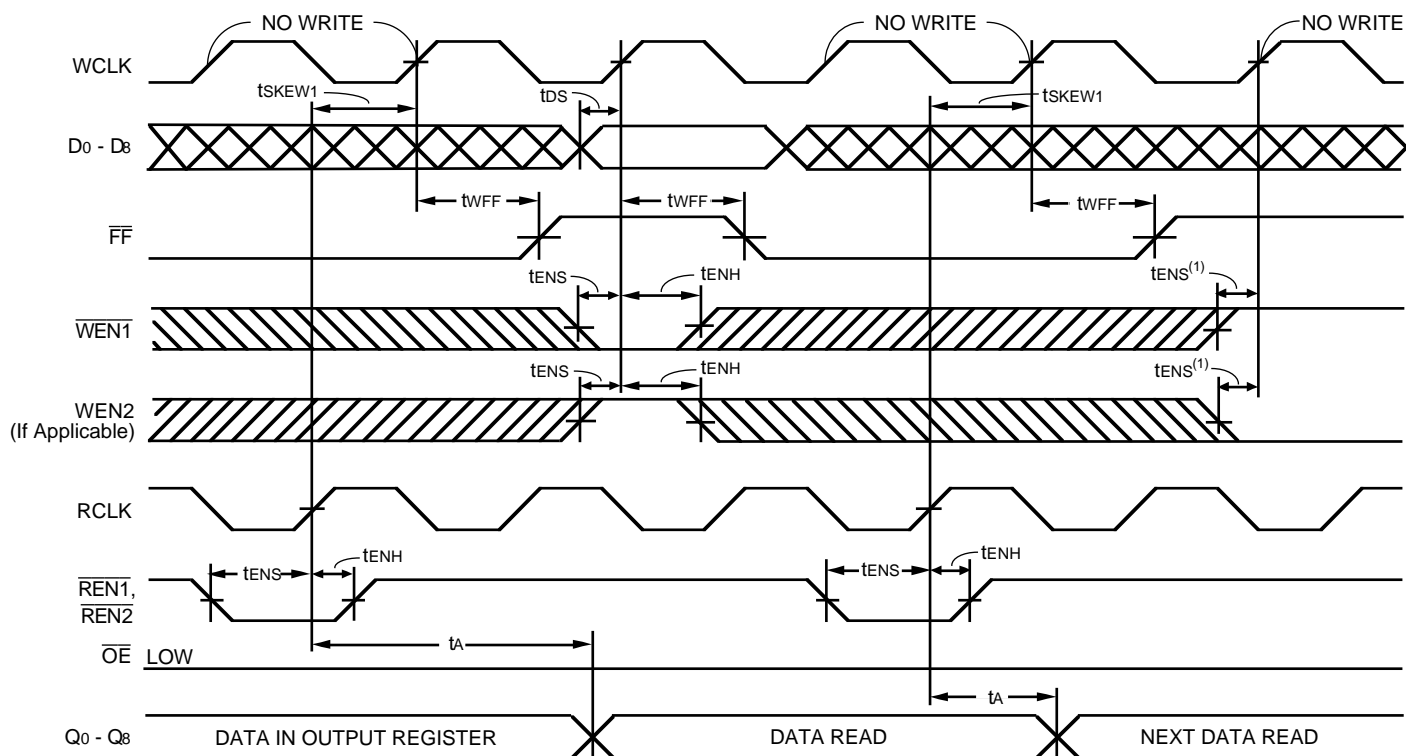 NO WRITE NO WRITE NO WRITE
WCLK
tSKEW1 tDS tSKEW1
D0 - D8
tWFF tWFF tWFF
FF
tENS tENH tENS(1)
WEN1
tENS tENH tENS(1)
WEN2
(If Applicable)
RCLK
tENS tENH tENS tENH
REN1,
REN2
tA
OE LOW
tA
Q0 - Q8 DATA IN OUTPUT REGISTER DATA READ NEXT DATA READ